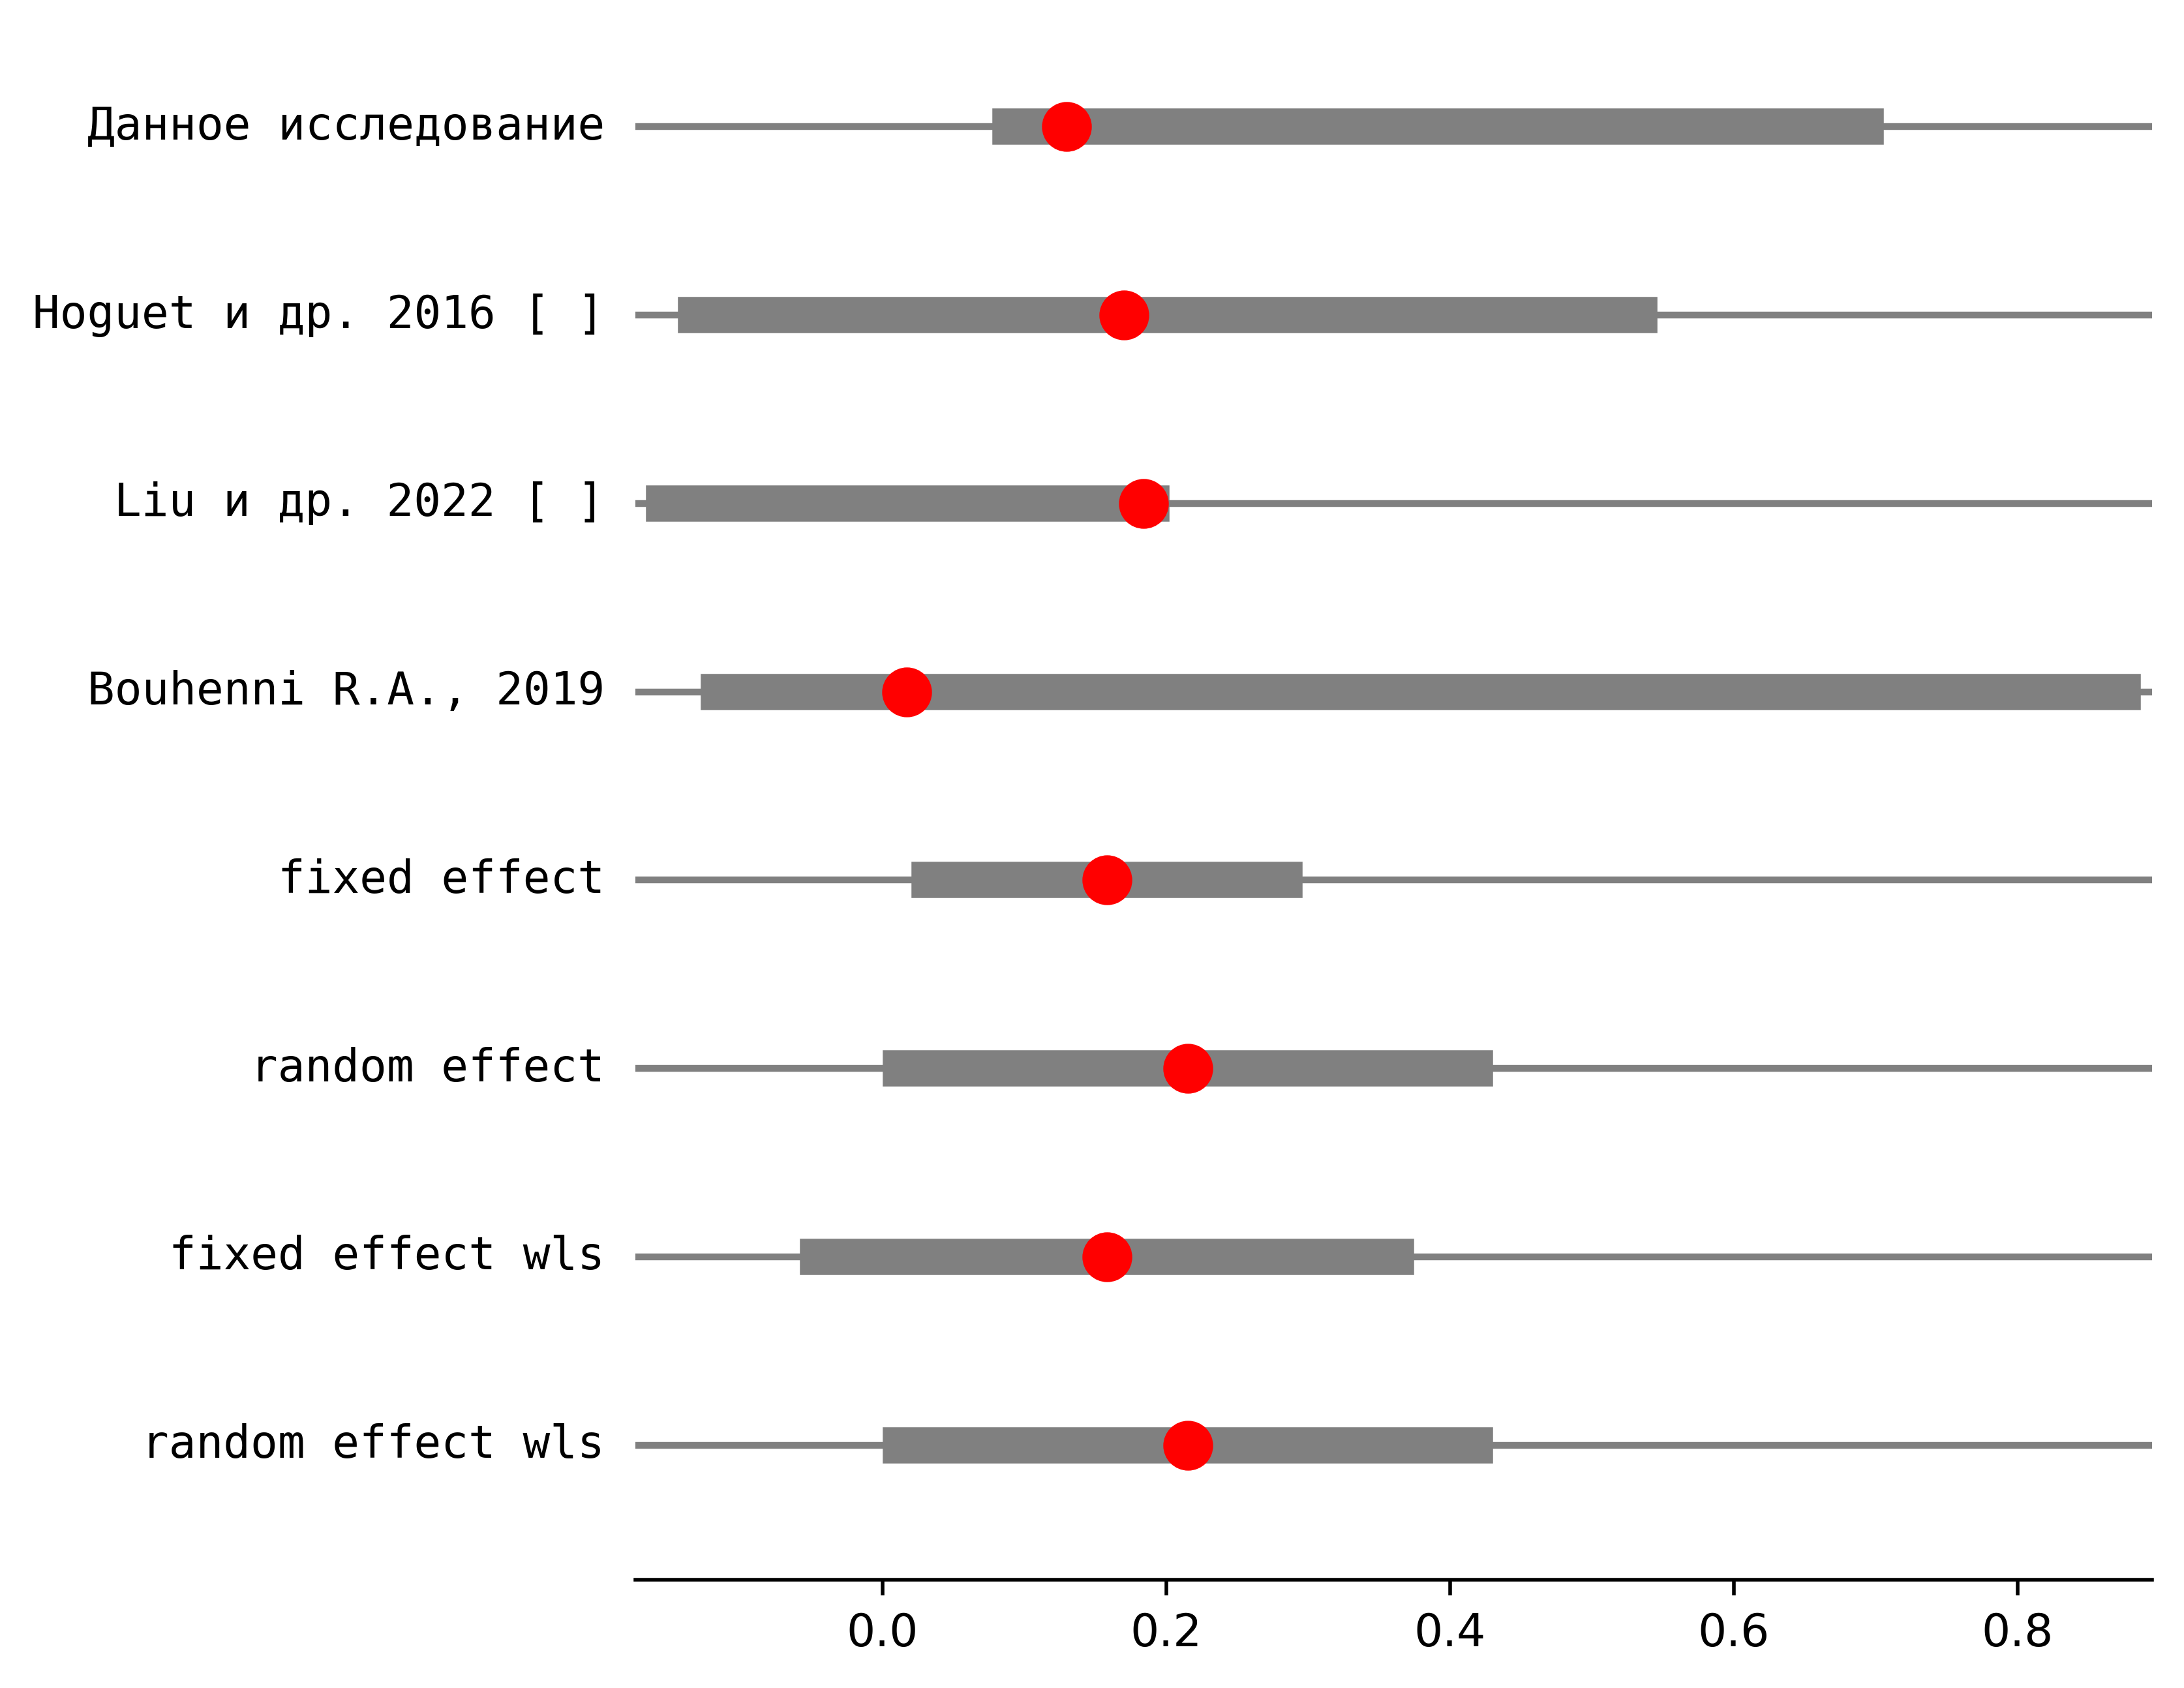 Данное исследование
Hoguet и др. 2016 [ ]
Liu и др. 2022 [ ]
Bouhenni R.A., 2019
fixed effect
random effect
fixed effect wls
random effect wls
0.0 0.2 0.4 0.6 0.8